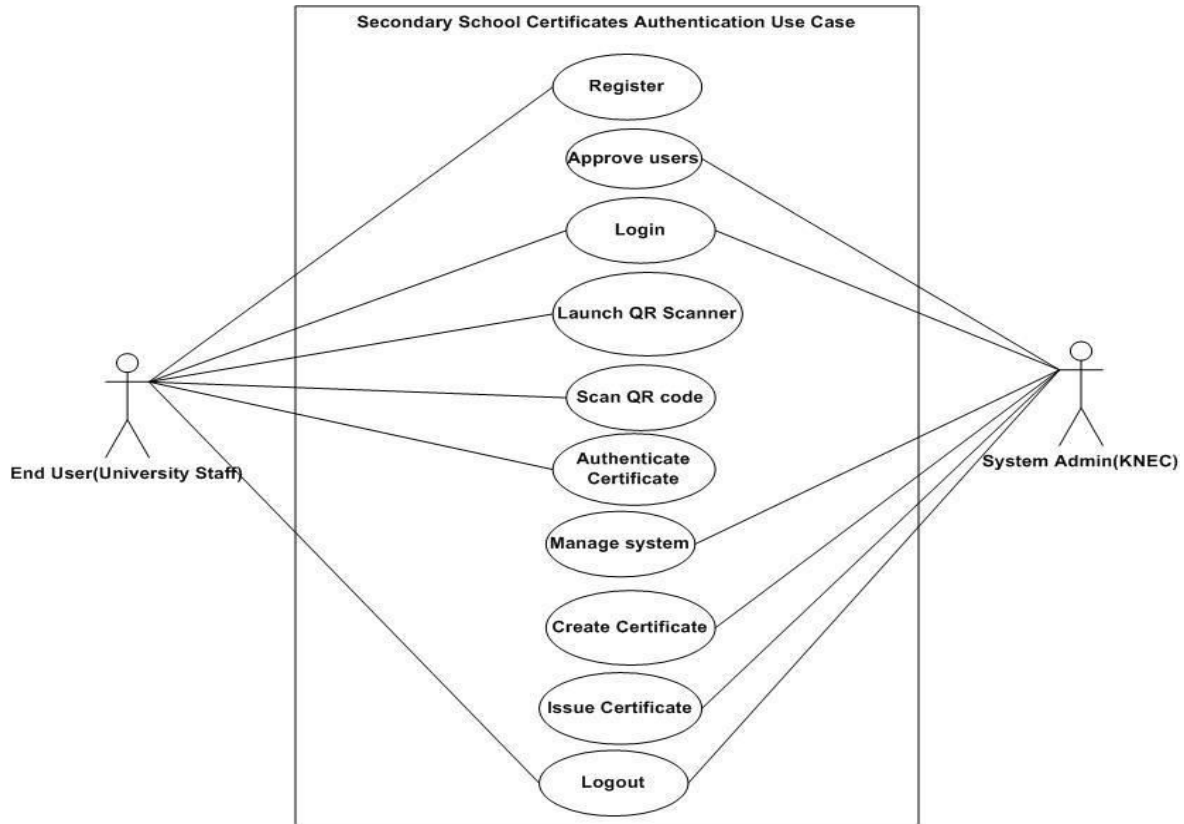 Secondary School Certificates Authentication Use Case
Register
Approve users
Login
Launch QR Scanner
Scan QR code
Authenticate
Certificate
End User(University Staff)
System Admin(KNEC)
Manage system
Create Certificate
Issue Certificate
Logout